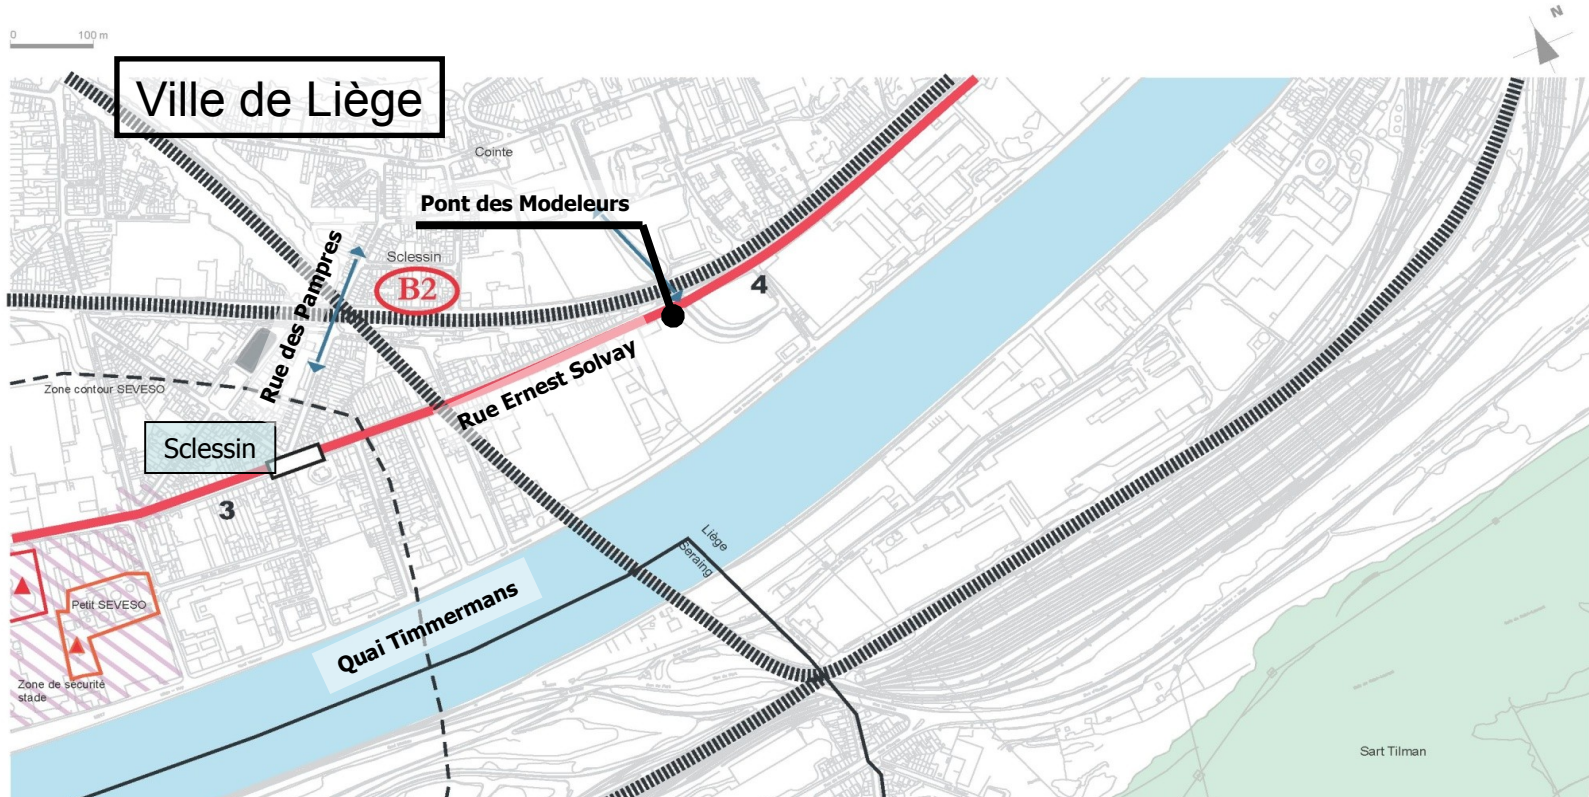 N
0 100 m
Ville de Liège
Cointe
Pont des Modeleurs
Sclessin
B2
Rue des Pampres
4
Rue Ernest Solvay
Zone contour SEVESO
Sclessin
3
Liège
Seraing
Petit SEVESO
Quai Timmermans
Zone de sécurité
stade
Sart Tilman